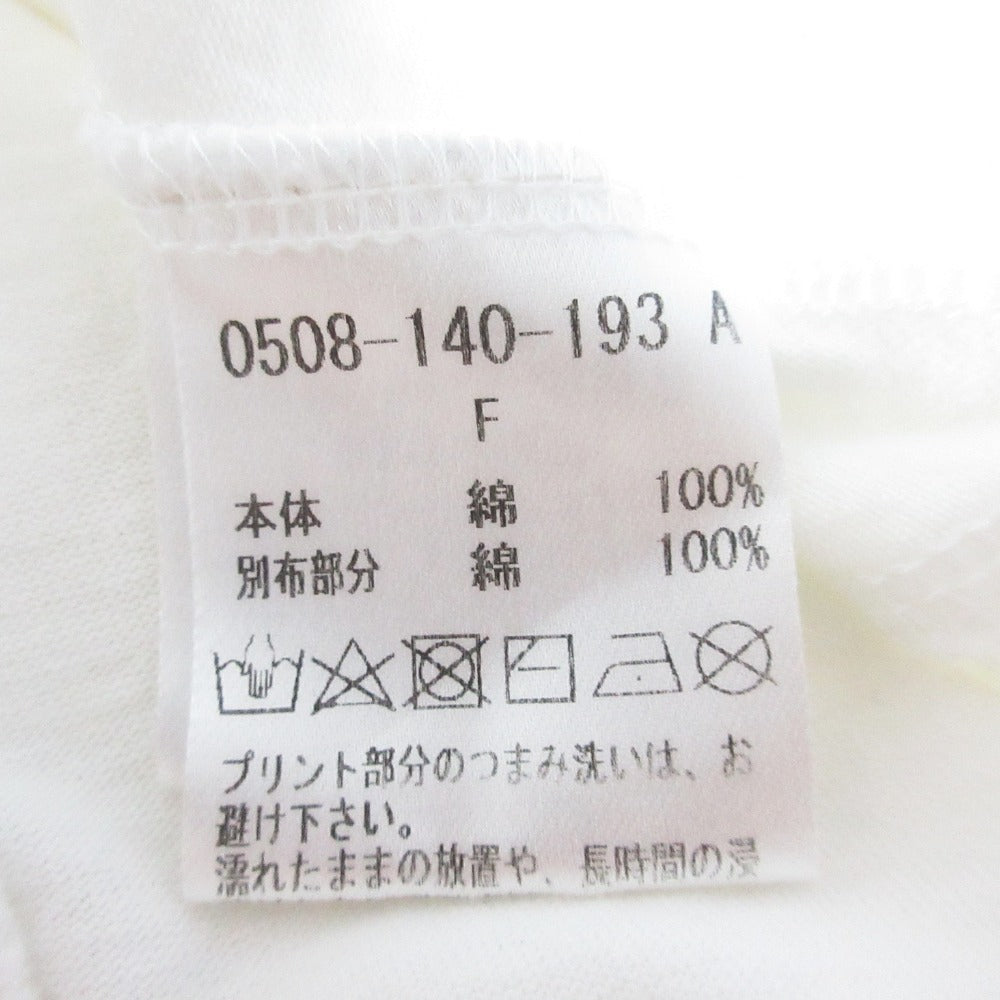 0508-140-193 A
F
本体 綿 100%
別布部分 綿 100%
プリント部分のつまみ洗いは、お
避け下さい。
濡れたままの放置や、長時間の浸